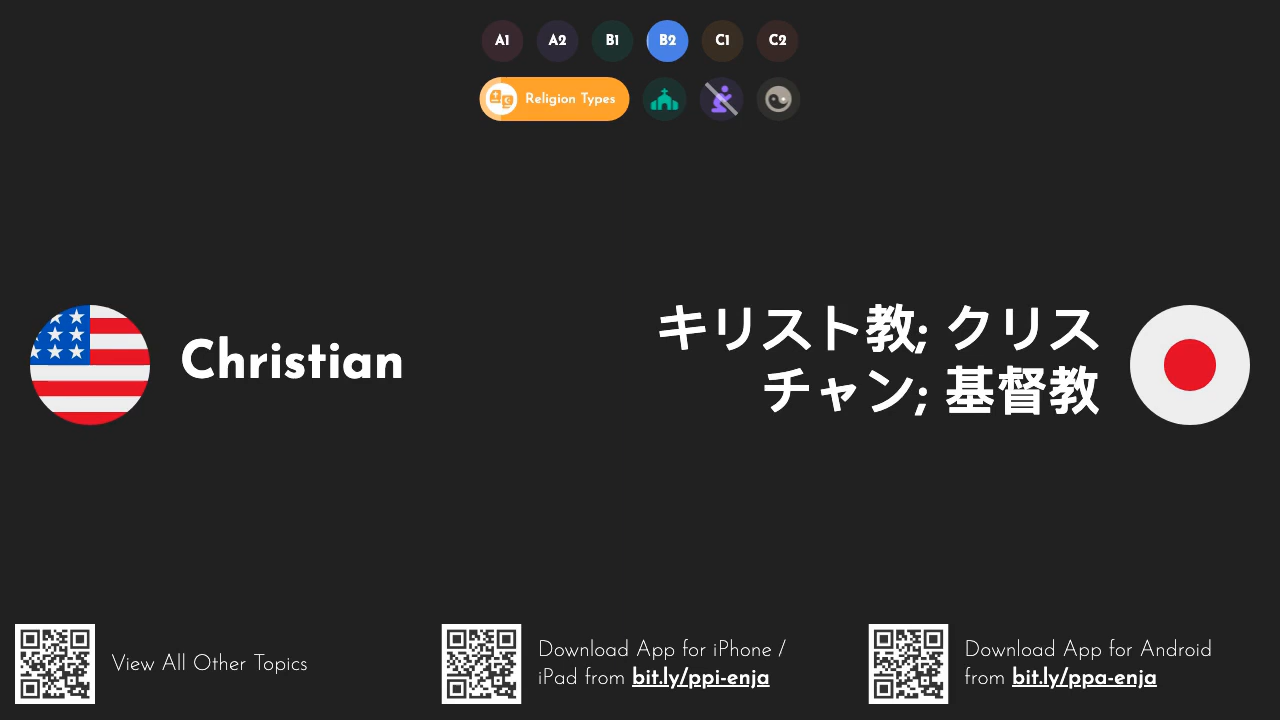 A1 A2 B1 B2 C1 C2
Religion Types
Christian
キリスト教; クリス
チャン; 基督教
View All Other Topics
Download App for iPhone /
iPad from bit.ly/ppi-enja
Download App for Android
from bit.ly/ppa-enja